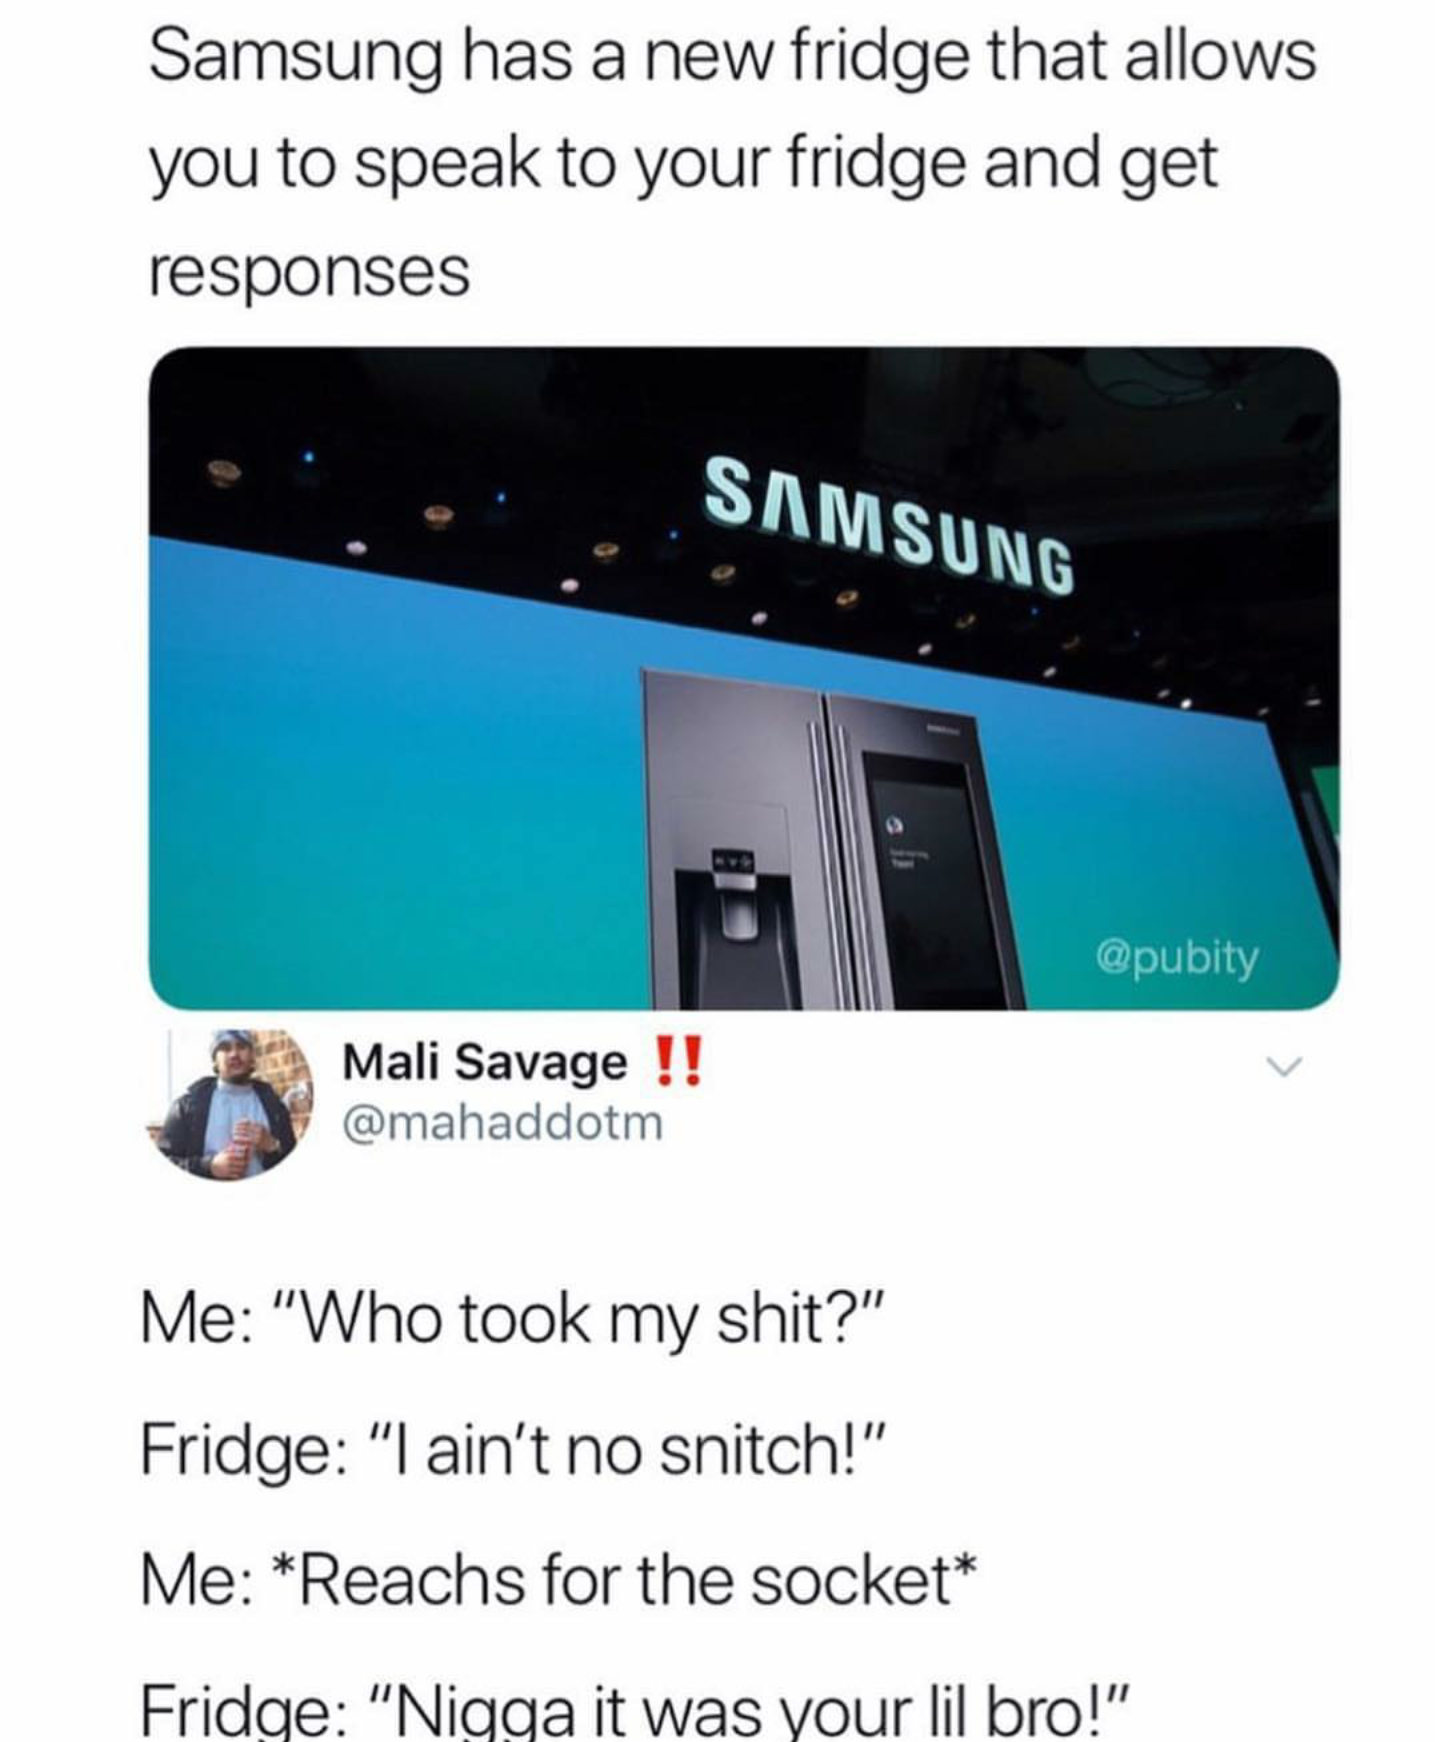 Samsung has a new fridge that allows
you to speak to your fridge and get
responses
SAMSUNG
@pubity
Mali Savage ‼
@mahaddotm
Me: “Who took my shit?”
Fridge: “I ain’t no snitch!”
Me: *Reachs for the socket*
Fridge: “Nigga it was your lil bro!”